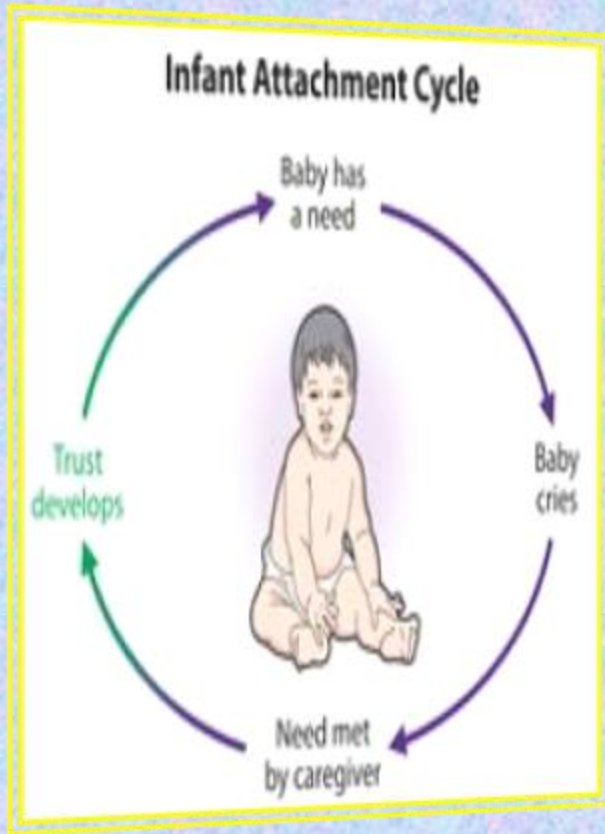 Infant Attachment Cycle
Baby has
a need
Baby
cries
Need met
by caregiver
Trust
develops